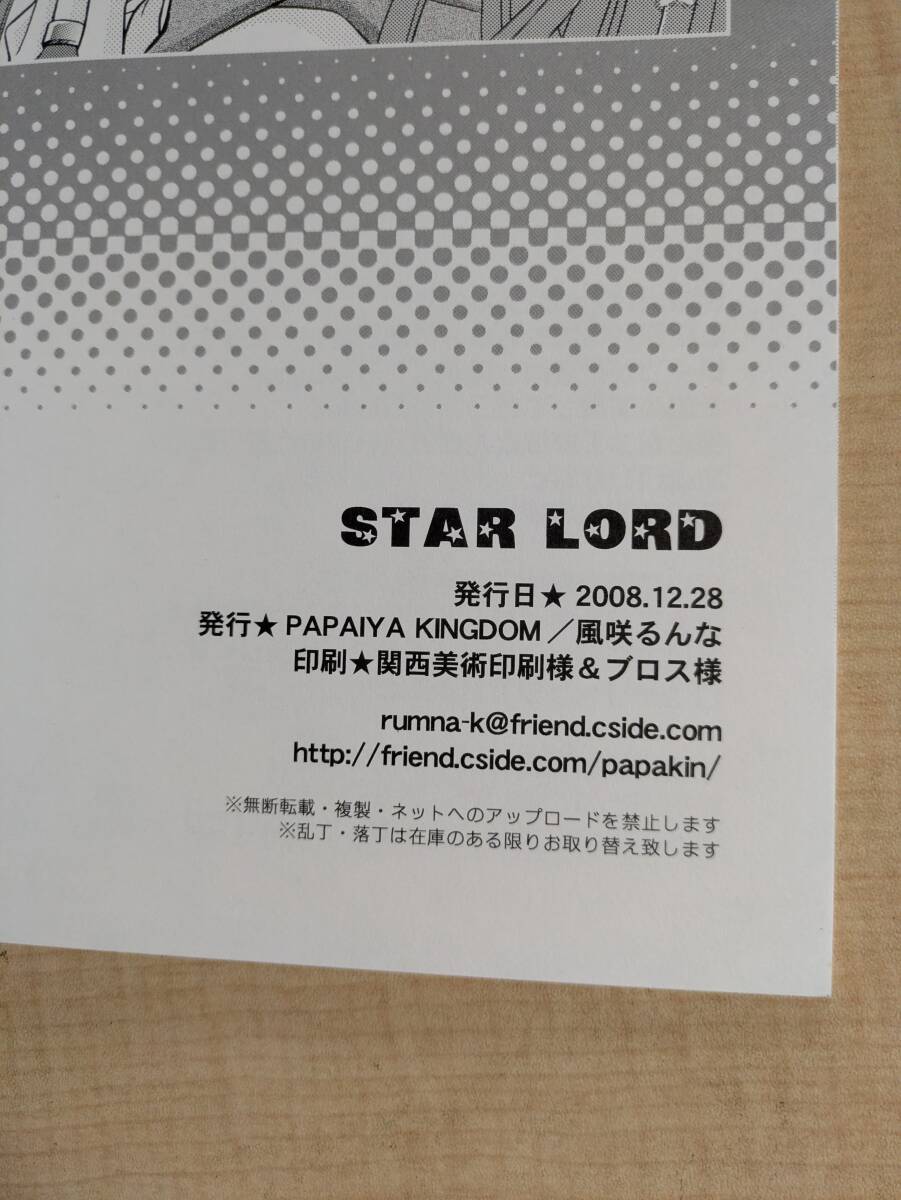 STAR LORD
発行日★ 2008.12.28
発行★ PAPAIYA KINGDOM／風咲るんな
印刷★関西美術印刷様＆ブロス様
rumna-k@friend.cside.com
http://friend.cside.com/papakin/
※無断転載・複製・ネットへのアップロードを禁止します
※乱丁・落丁は在庫のある限りお取り替え致します